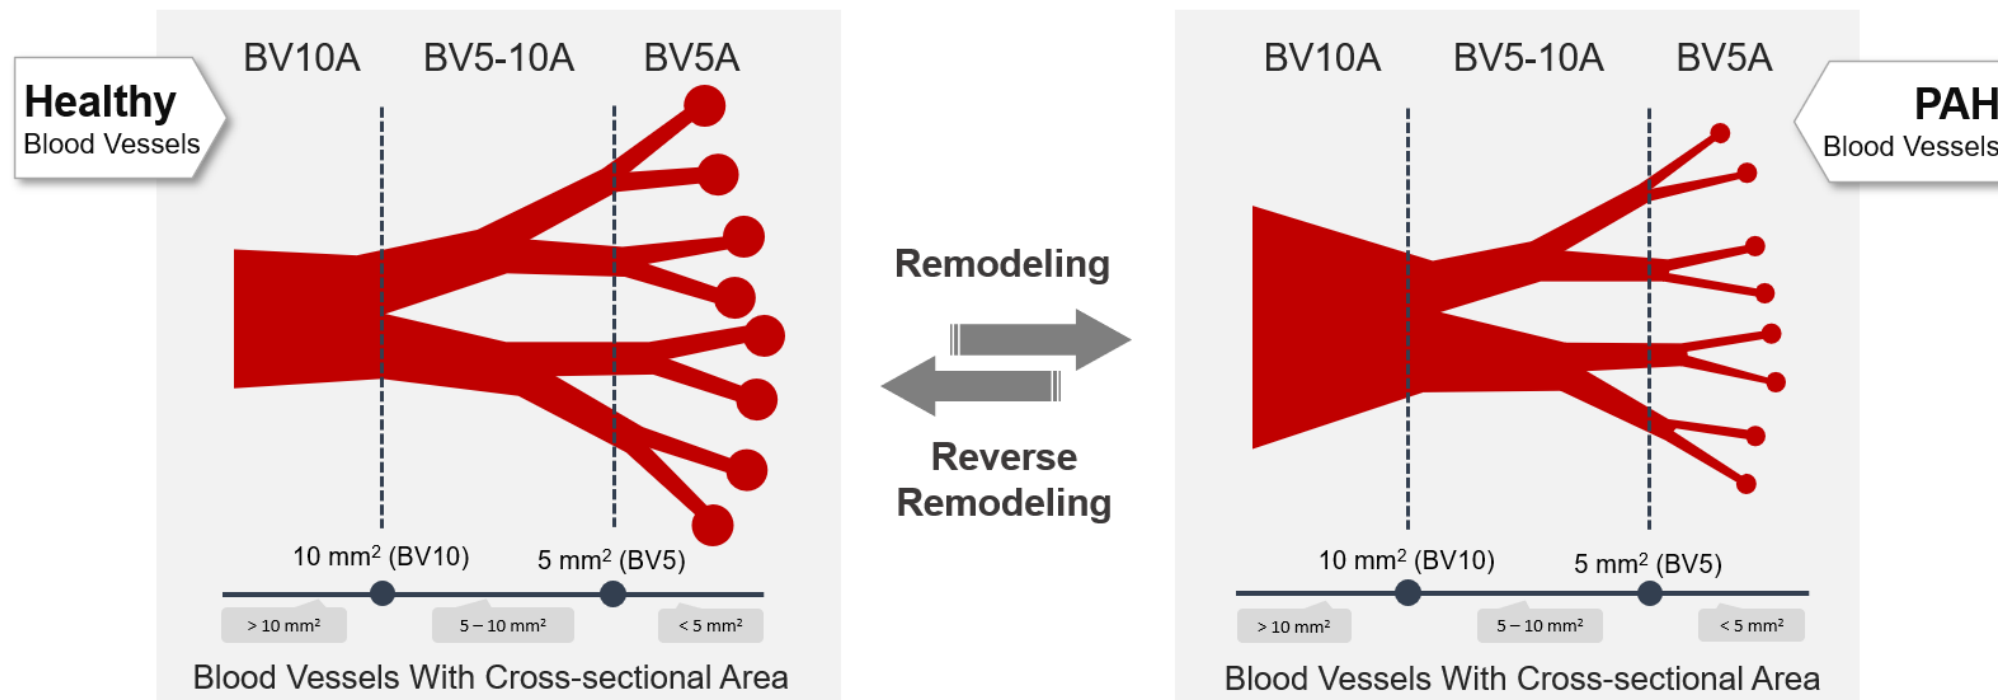 Healthy
Blood Vessels
BV10A BV5-10A BV5A
10 mm² (BV10) 5 mm² (BV5)
> 10 mm² 5 – 10 mm² < 5 mm²
Blood Vessels With Cross-sectional Area
Remodeling
Reverse
Remodeling
BV10A BV5-10A BV5A
PAH
Blood Vessels
10 mm² (BV10) 5 mm² (BV5)
> 10 mm² 5 – 10 mm² < 5 mm²
Blood Vessels With Cross-sectional Area